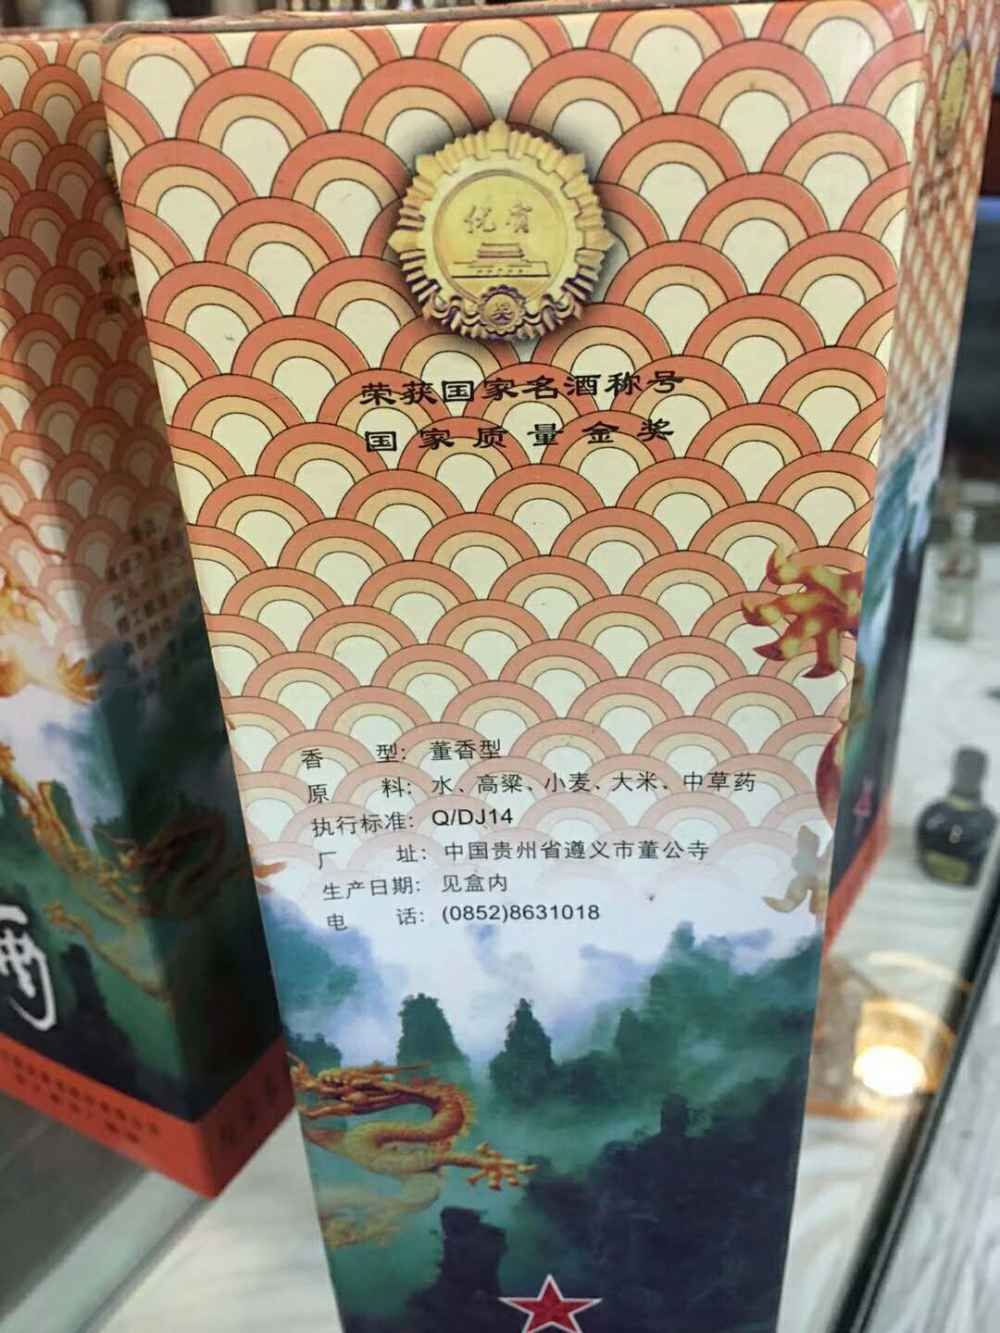 优质
奖
荣获国家名酒称号
国家质量金奖
香 型: 董香型
原 料: 水、高粱、小麦、大米、中草药
执行标准: Q/DJ14
厂 址: 中国贵州省遵义市董公寺
生产日期: 见盒内
电 话: (0852)8631018